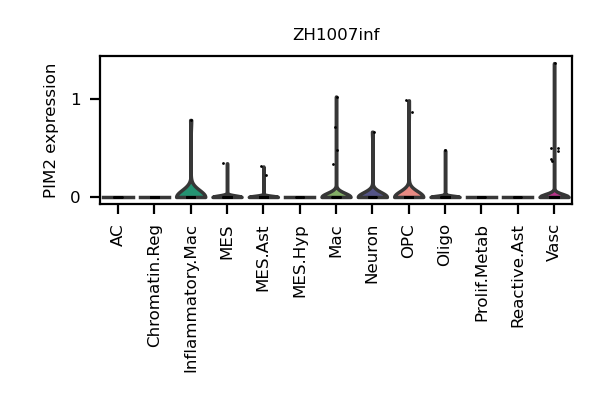 ZH1007inf
PIM2 expression
1
0
AC
Chromatin.Reg
Inflammatory.Mac
MES
MES.Ast
MES.Hyp
Mac
Neuron
OPC
Oligo
Prolif.Metab
Reactive.Ast
Vasc